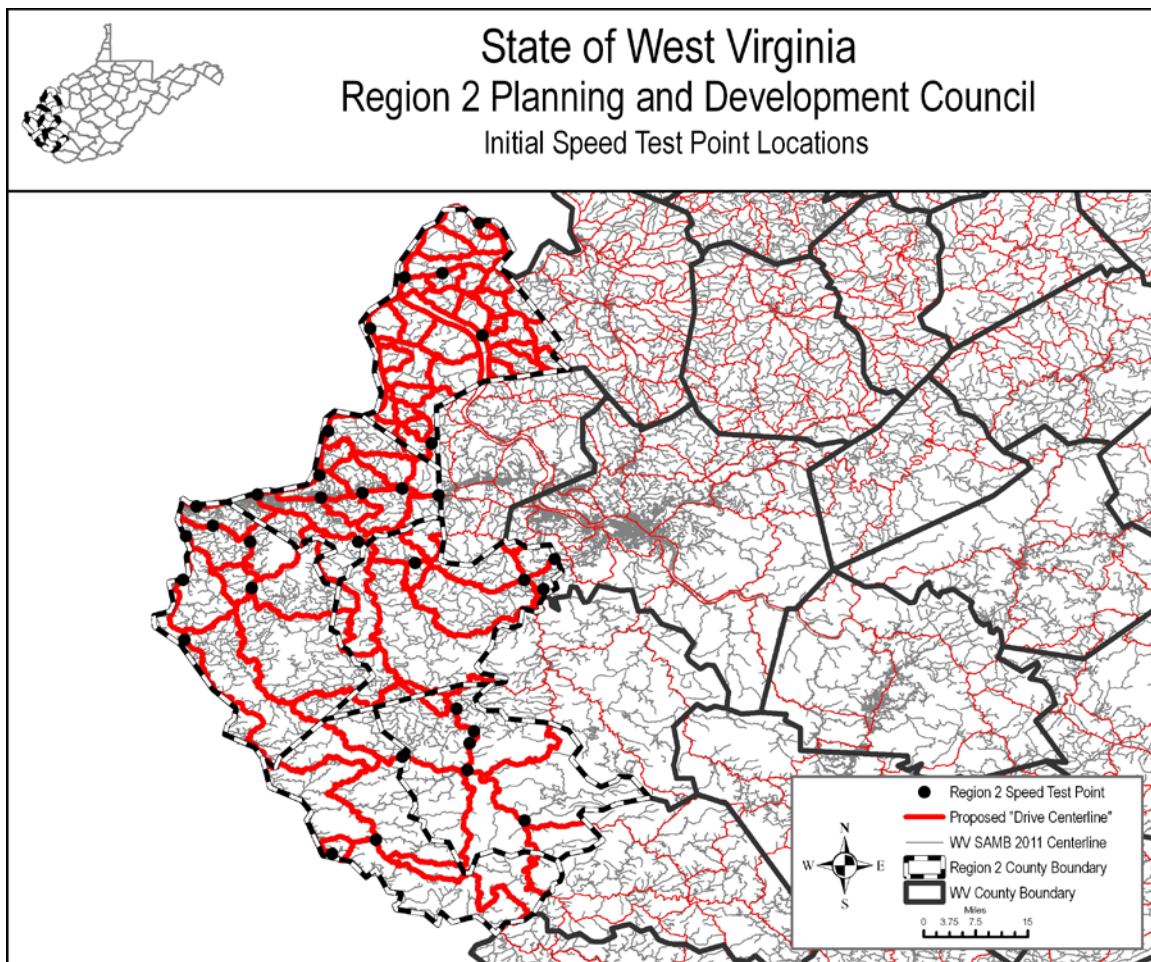 State of West Virginia
Region 2 Planning and Development Council
Initial Speed Test Point Locations
Region 2 Speed Test Point
Proposed "Drive Centerline"
WV SAMB 2011 Centerline
Region 2 County Boundary
WV County Boundary
N
W E
S
Miles
0 3.75 7.5 15